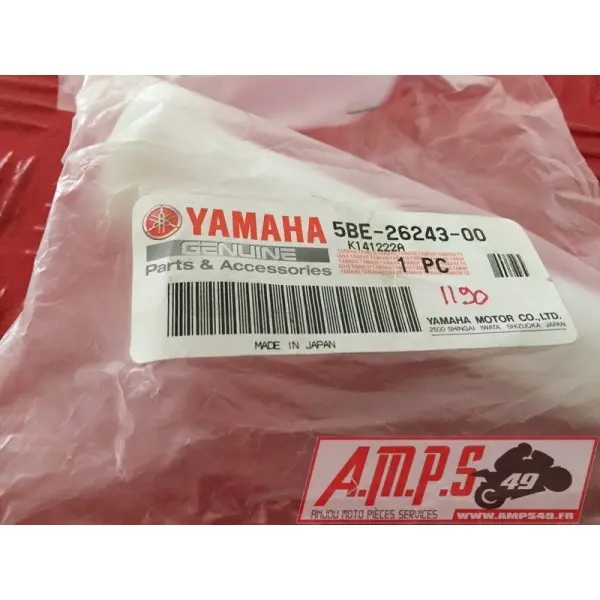 YAMAHA 5BE-26243-00
GENUINE K141222A
Parts & Accessories 1 PC
1190
YAMAHA MOTOR CO.,LTD.
2500 SHINGAI IWATA SHIZUOKA JAPAN
MADE IN JAPAN
A.M.P.S 49
ANJOU MOTO PIÈCES SERVICES
WWW.AMPS49.FR